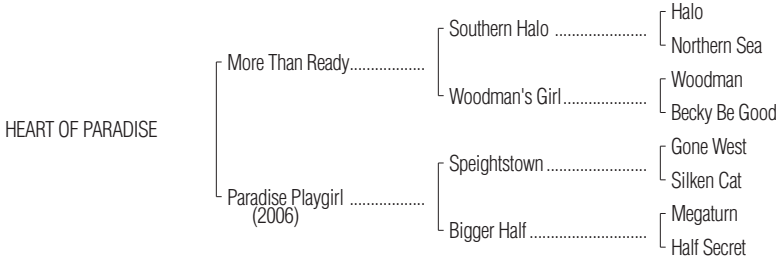 Halo
Southern Halo ......................
Northern Sea
More Than Ready..................
Woodman
Woodman's Girl....................
Becky Be Good
HEART OF PARADISE
Gone West
Speightstown ........................
Silken Cat
Paradise Playgirl ..................
(2006)
Megaturn
Bigger Half............................
Half Secret